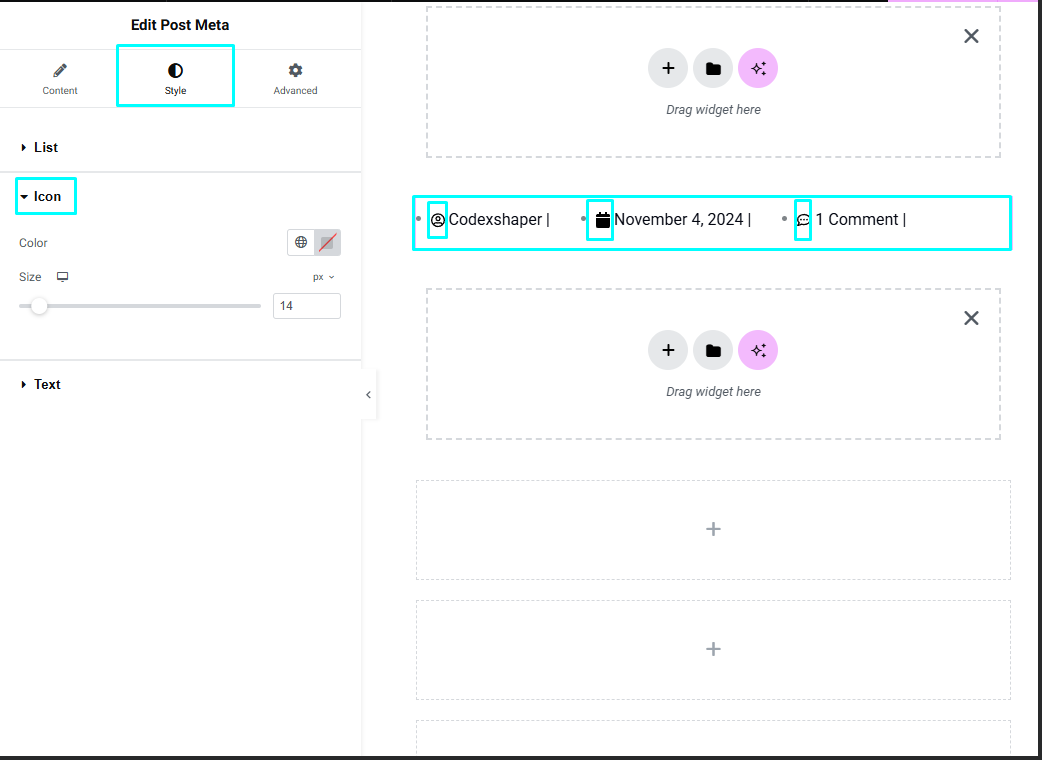 Edit Post Meta
Content
Style
Advanced
List
Icon
Color
Size
px
14
Text
Drag widget here
Codexshaper |
November 4, 2024 |
1 Comment |
Drag widget here